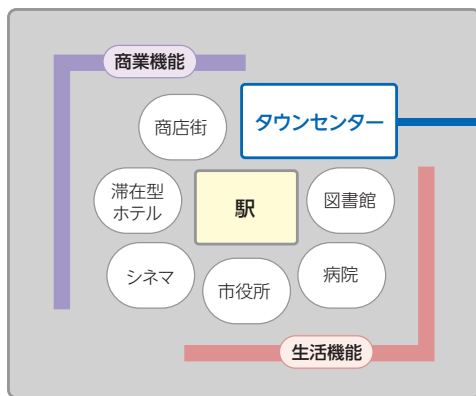 商業機能
商店街
タウンセンター
滞在型
ホテル
駅
図書館
シネマ
市役所
病院
生活機能